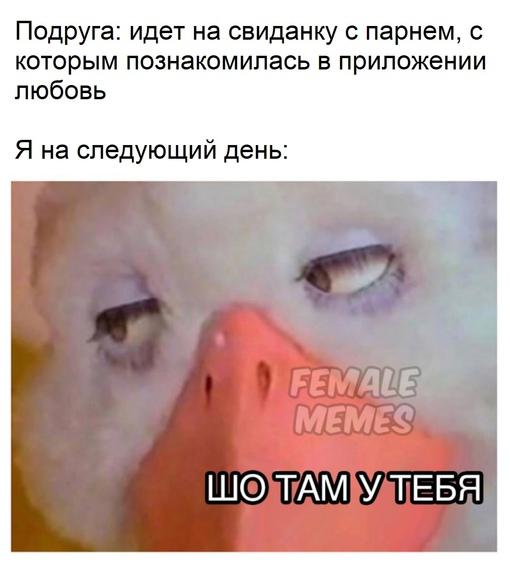 Подруга: идет на свиданку с парнем, с
которым познакомилась в приложении
любовь
Я на следующий день:
FEMALE
MEMES
ШО ТАМ У ТЕБЯ